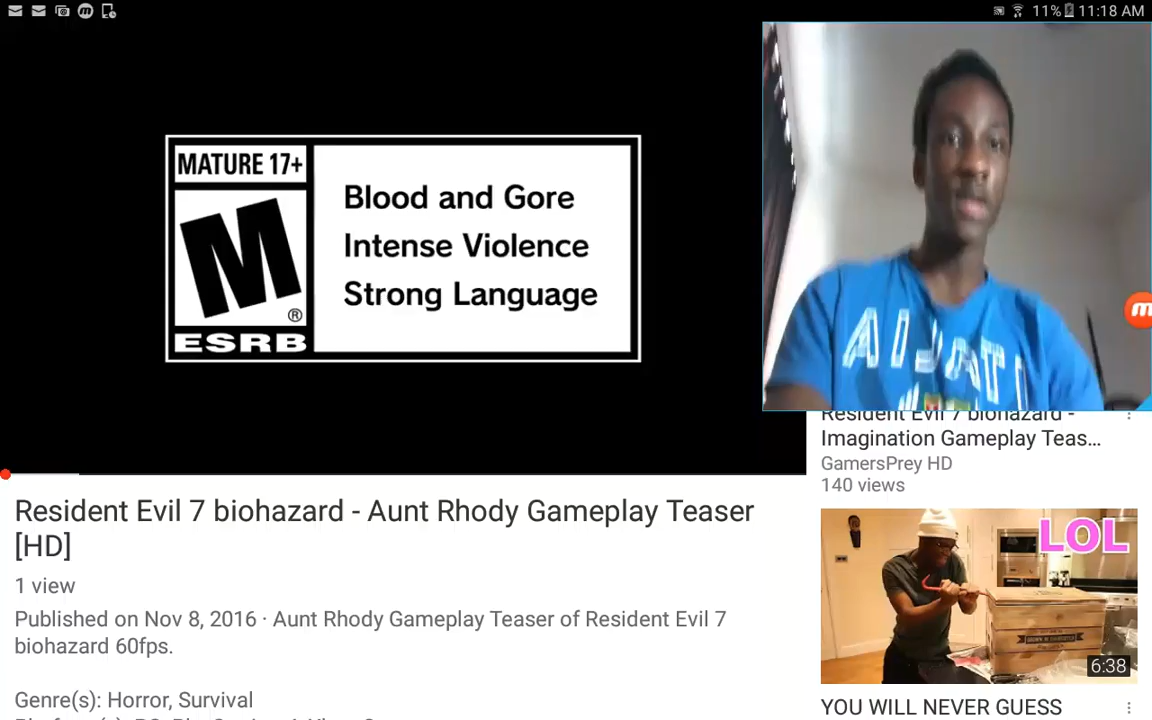 11% 11:18 AM
MATURE 17+
M
®
ESRB
Blood and Gore
Intense Violence
Strong Language
Resident Evil 7 biohazard - Aunt Rhody Gameplay Teaser
[HD]
1 view
Published on Nov 8, 2016 · Aunt Rhody Gameplay Teaser of Resident Evil 7
biohazard 60fps.
Genre(s): Horror, Survival
Resident Evil 7 biohazard -
Imagination Gameplay Teas...
GamersPrey HD
140 views
LOL
6:38
YOU WILL NEVER GUESS